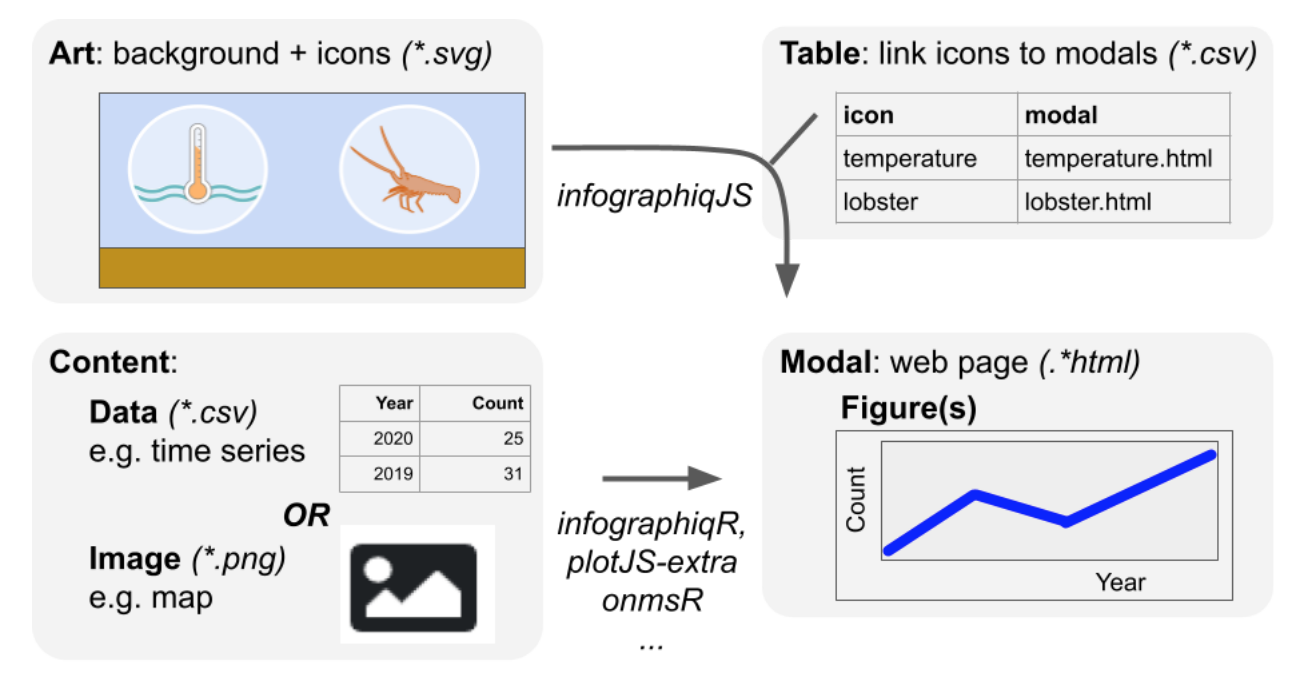 Art: background + icons (*.svg)
Table: link icons to modals (*.csv)
icon modal
temperature temperature.html
lobster lobster.html
infographiqJS
Content:
Data (*.csv)
e.g. time series
Year Count
2020 25
2019 31
OR
Image (*.png)
e.g. map
infographiqR,
plotJS-extra
onmsR
...
Modal: web page (.*html)
Figure(s)
Count
Year